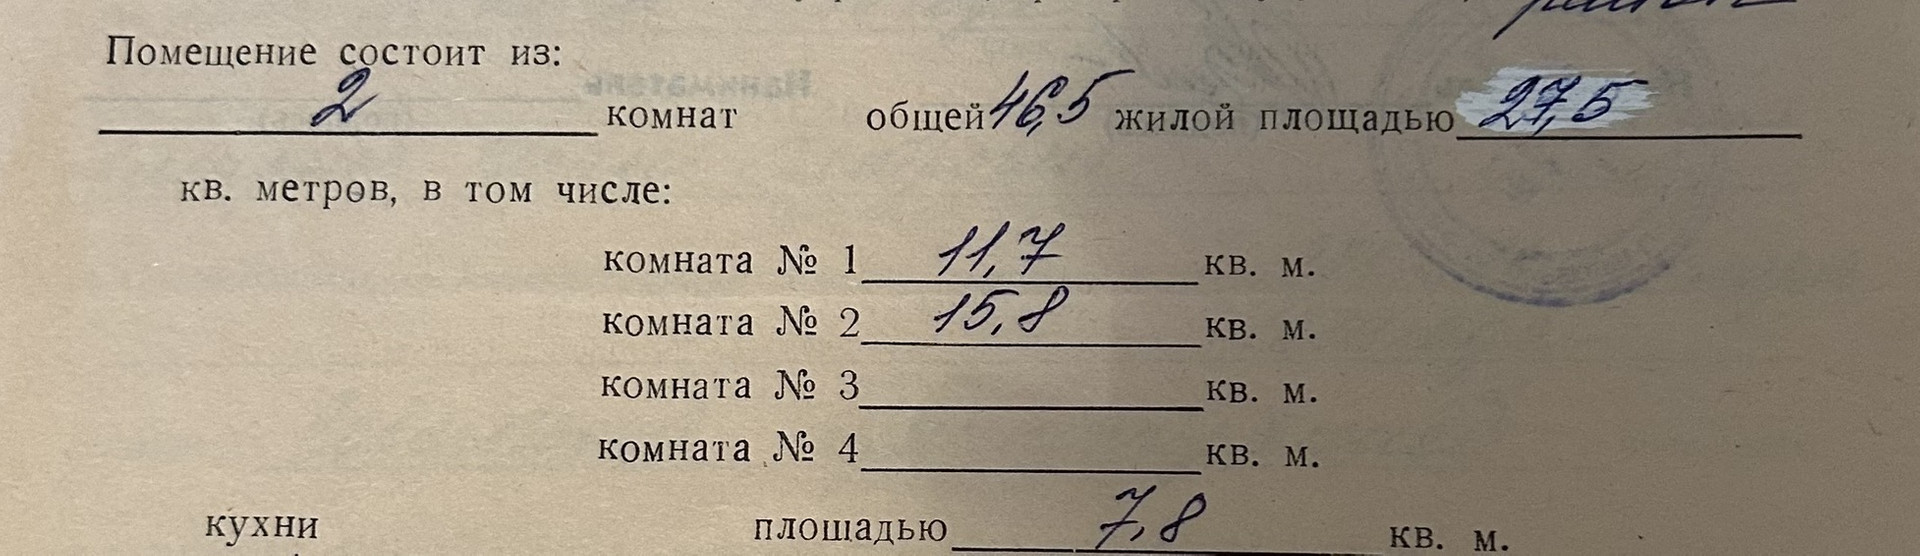 Помещение состоит из:
2 комнат общей 46,5 жилой площадью 27,5
кв. метров, в том числе:
комната № 1 11,7 кв. м.
комната № 2 15,8 кв. м.
комната № 3 кв. м.
комната № 4 кв. м.
кухни площадью 7,8 кв. м.